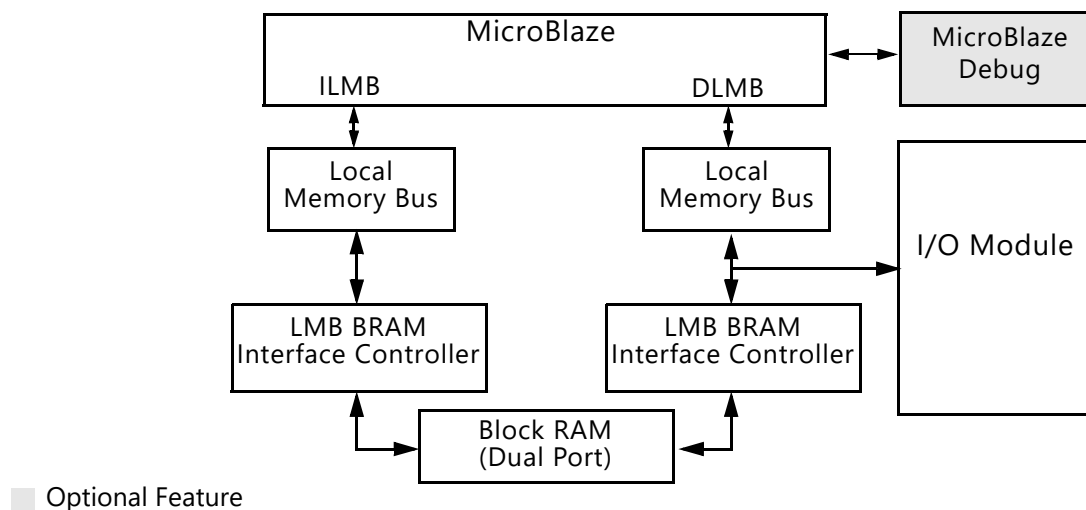 MicroBlaze
ILMB
DLMB
MicroBlaze
Debug
Local
Memory Bus
Local
Memory Bus
I/O Module
LMB BRAM
Interface Controller
LMB BRAM
Interface Controller
Block RAM
(Dual Port)
Optional Feature